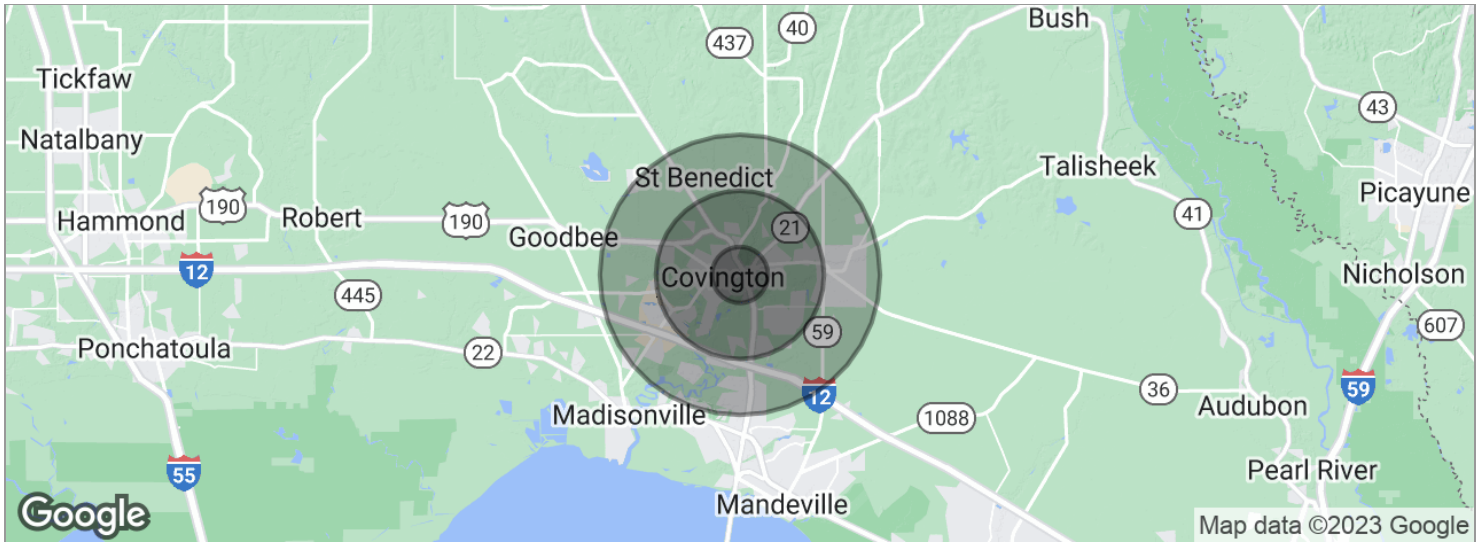 Bush
40
437
Tickfaw
43
Natalbany
Talisheek
St Benedict
Picayune
190
Hammond
Robert
190
41
21
Goodbee
12
Covington
Nicholson
445
607
59
Ponchatoula
22
59
36
12
Audubon
Madisonville
1088
55
Pearl River
Mandeville
Google
Map data ©2023 Google